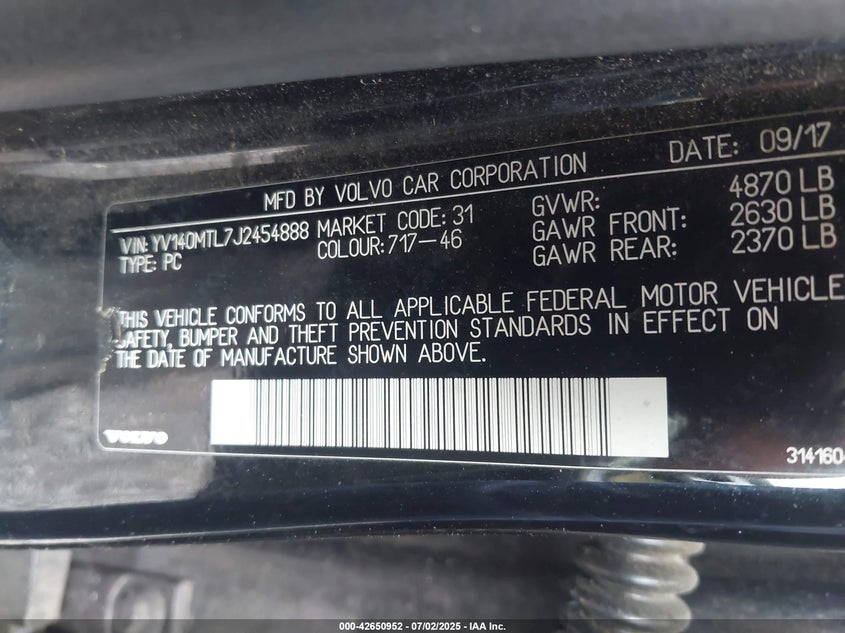 DATE: 09/17
MFD BY VOLVO CAR CORPORATION
VIN: YV140MTL7J2454888 MARKET CODE: 31 GVWR: 4870 LB
TYPE: PC COLOUR: 717-46 GAWR FRONT: 2630 LB
GAWR REAR: 2370 LB
THIS VEHICLE CONFORMS TO ALL APPLICABLE FEDERAL MOTOR VEHICLE
SAFETY, BUMPER AND THEFT PREVENTION STANDARDS IN EFFECT ON
THE DATE OF MANUFACTURE SHOWN ABOVE.
VOLVO
314160
000-42650952 - 07/02/2025 - IAA Inc.